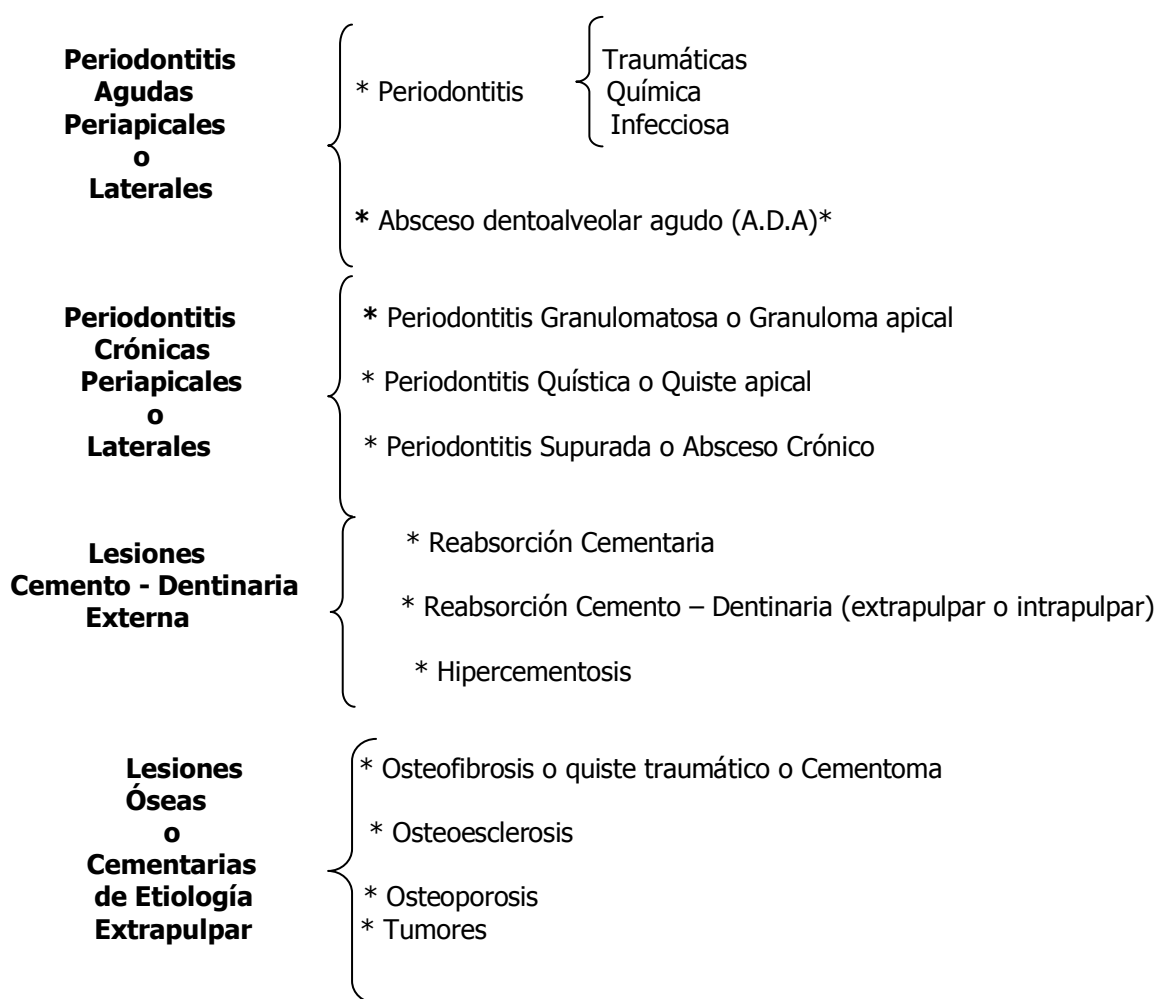 Periodontitis
Agudas
Periapicales
o
Laterales
* Periodontitis
Traumáticas
Química
Infecciosa
* Absceso dentoalveolar agudo (A.D.A)*
Periodontitis
Crónicas
Periapicales
o
Laterales
* Periodontitis Granulomatosa o Granuloma apical
* Periodontitis Quística o Quiste apical
* Periodontitis Supurada o Absceso Crónico
Lesiones
Cemento - Dentinaria
Externa
* Reabsorción Cementaria
* Reabsorción Cemento – Dentinaria (extrapulpar o intrapulpar)
* Hipercementosis
Lesiones
Óseas
o
Cementarias
de Etiología
Extrapulpar
* Osteofibrosis o quiste traumático o Cementoma
* Osteoesclerosis
* Osteoporosis
* Tumores